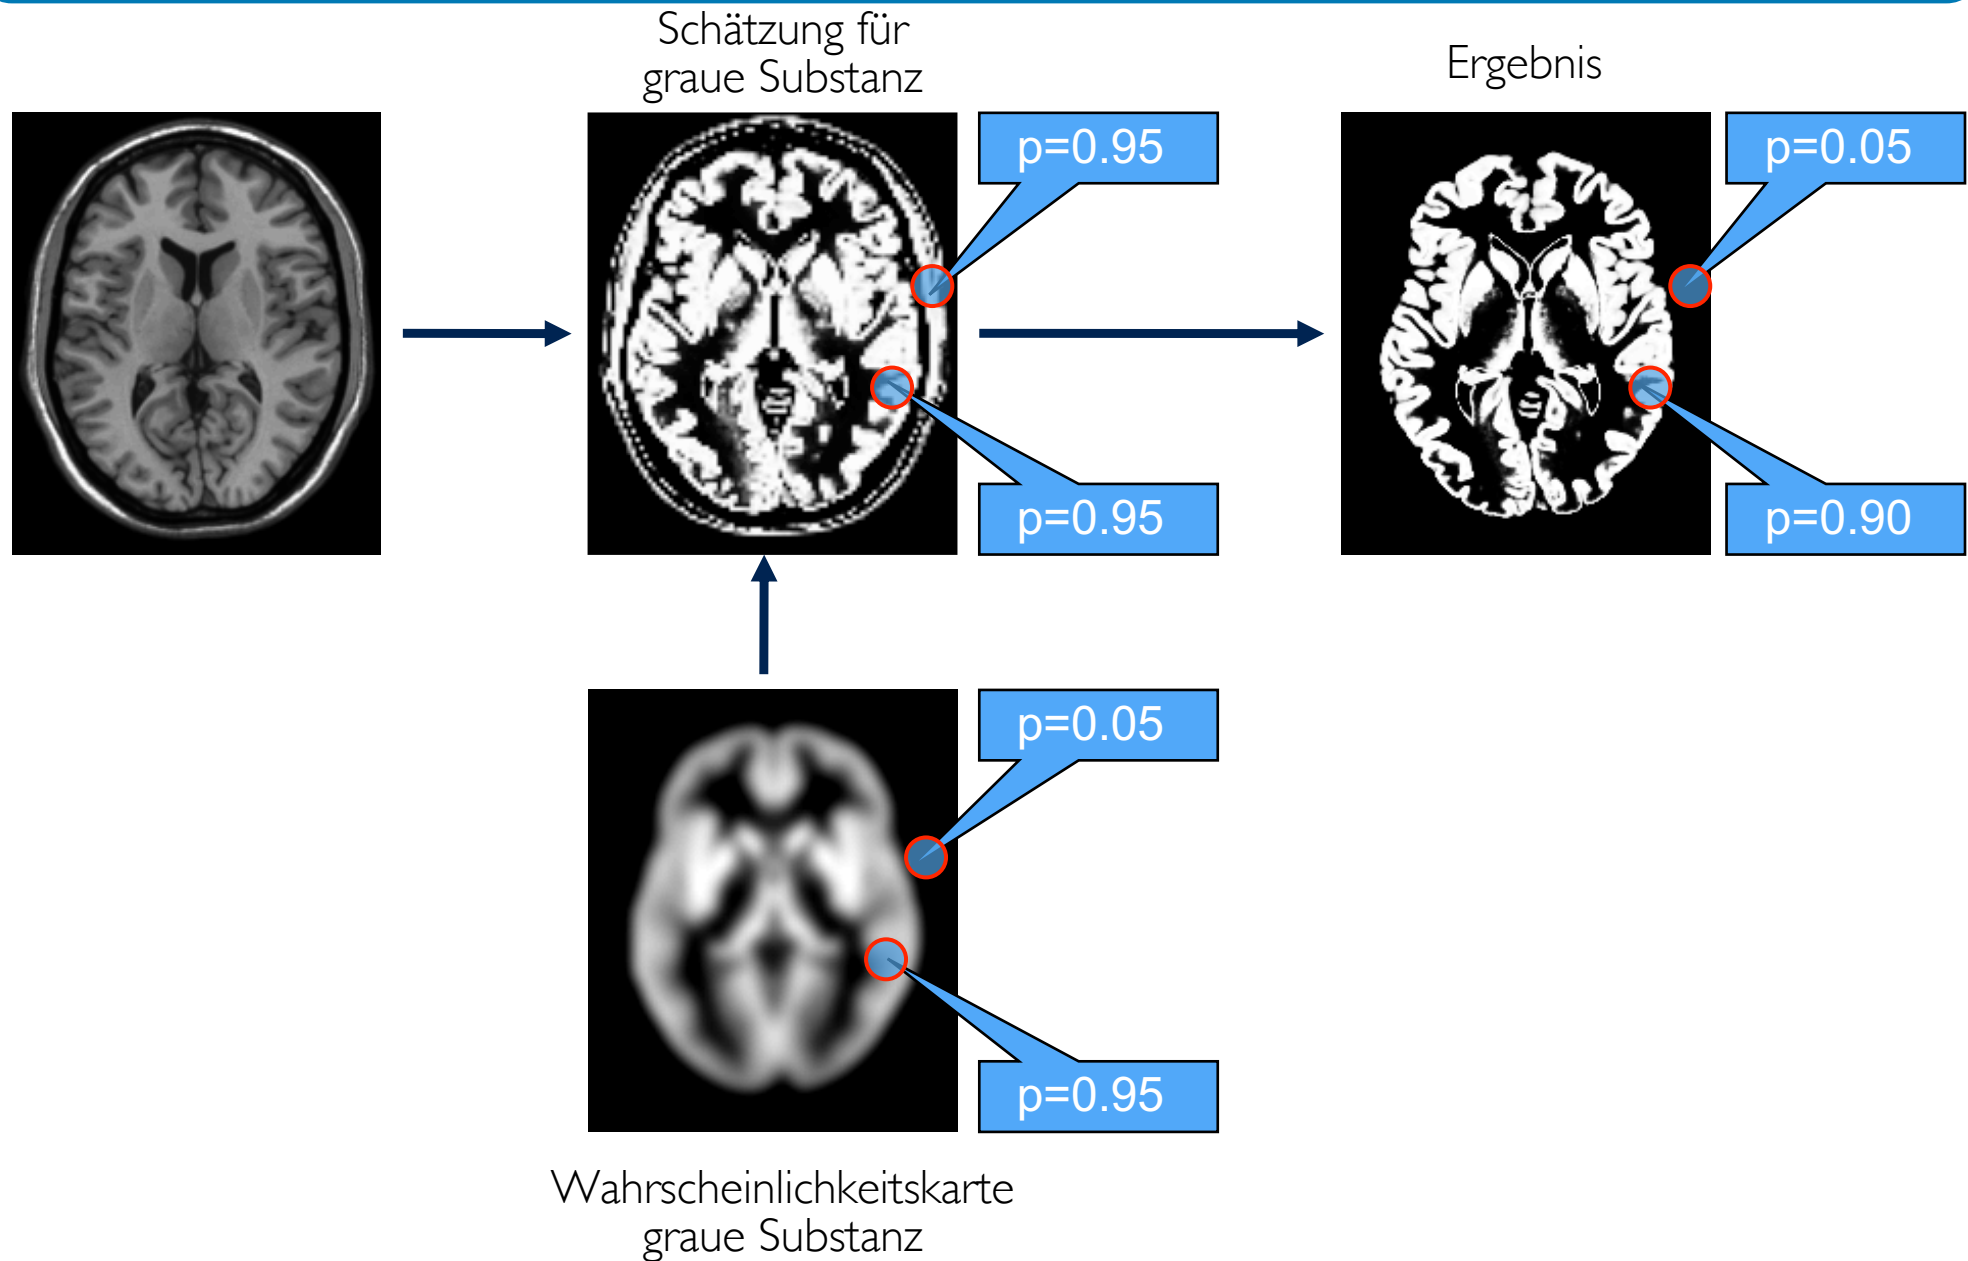 Schätzung für
graue Substanz
Ergebnis
p=0.95
p=0.05
p=0.95
p=0.90
p=0.05
p=0.95
Wahrscheinlichkeitskarte
graue Substanz